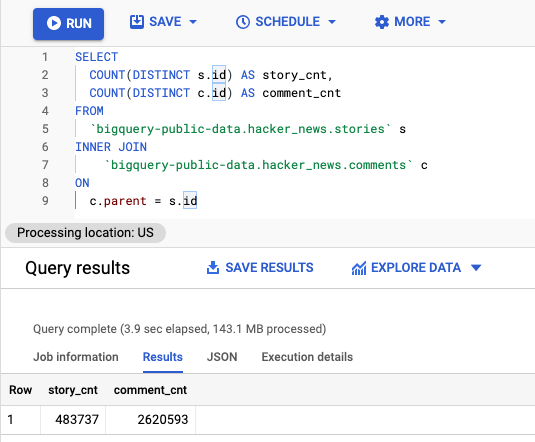 RUN SAVE SCHEDULE MORE
1 SELECT
2 COUNT(DISTINCT s.id) AS story_cnt,
3 COUNT(DISTINCT c.id) AS comment_cnt
4 FROM
5 `bigquery-public-data.hacker_news.stories` s
6 INNER JOIN
7 `bigquery-public-data.hacker_news.comments` c
8 ON
9 c.parent = s.id
Processing location: US
Query results SAVE RESULTS EXPLORE DATA
Query complete (3.9 sec elapsed, 143.1 MB processed)
Job information Results JSON Execution details
Row story_cnt comment_cnt
1 483737 2620593